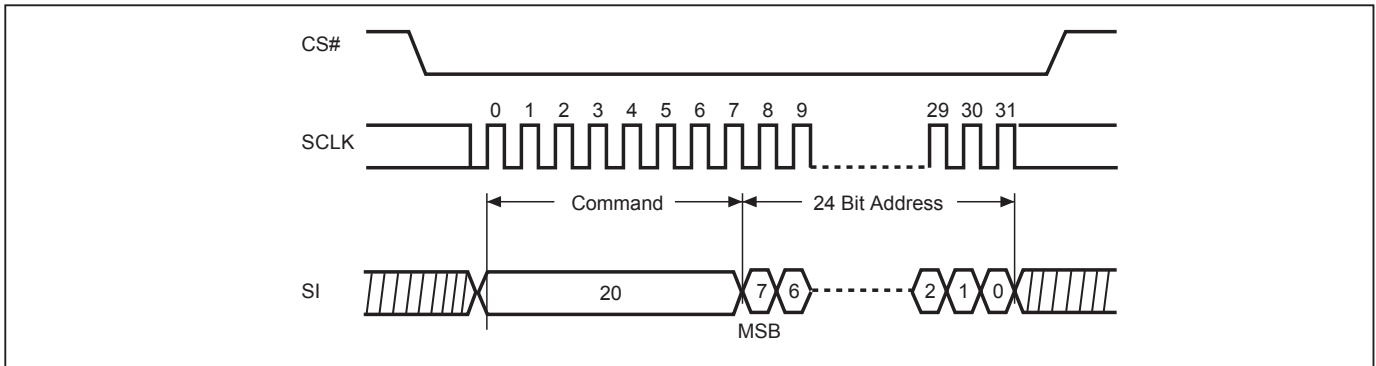 CS#
0 1 2 3 4 5 6 7 8 9 29 30 31
SCLK
Command 24 Bit Address
SI 20 7 6 2 1 0
MSB